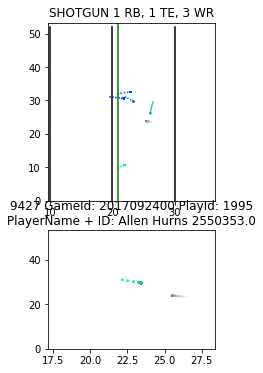 SHOTGUN 1 RB, 1 TE, 3 WR
50
40
30
20
10
0
10 20 30
9427 GameId: 2017092400 PlayId: 1995
PlayerName + ID: Allen Hurns 2550353.0
40
20
0
17.5 20.0 22.5 25.0 27.5